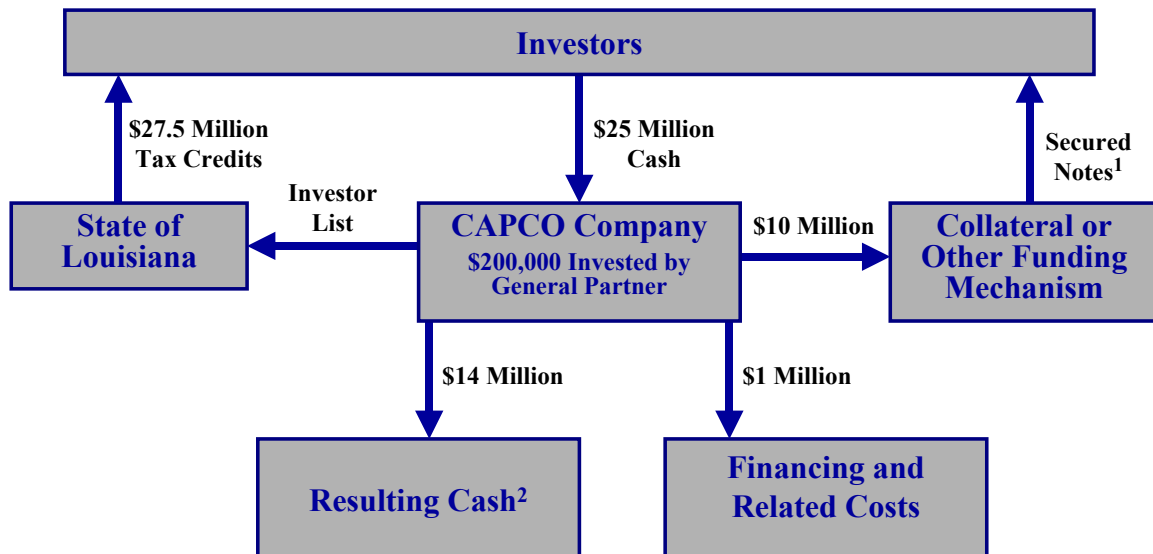 Investors
$27.5 Million
Tax Credits
$25 Million
Cash
Secured
Notes1
Investor
List
State of
Louisiana
CAPCO Company
$200,000 Invested by
General Partner
$10 Million
Collateral or
Other Funding
Mechanism
$14 Million
$1 Million
Resulting Cash2
Financing and
Related Costs